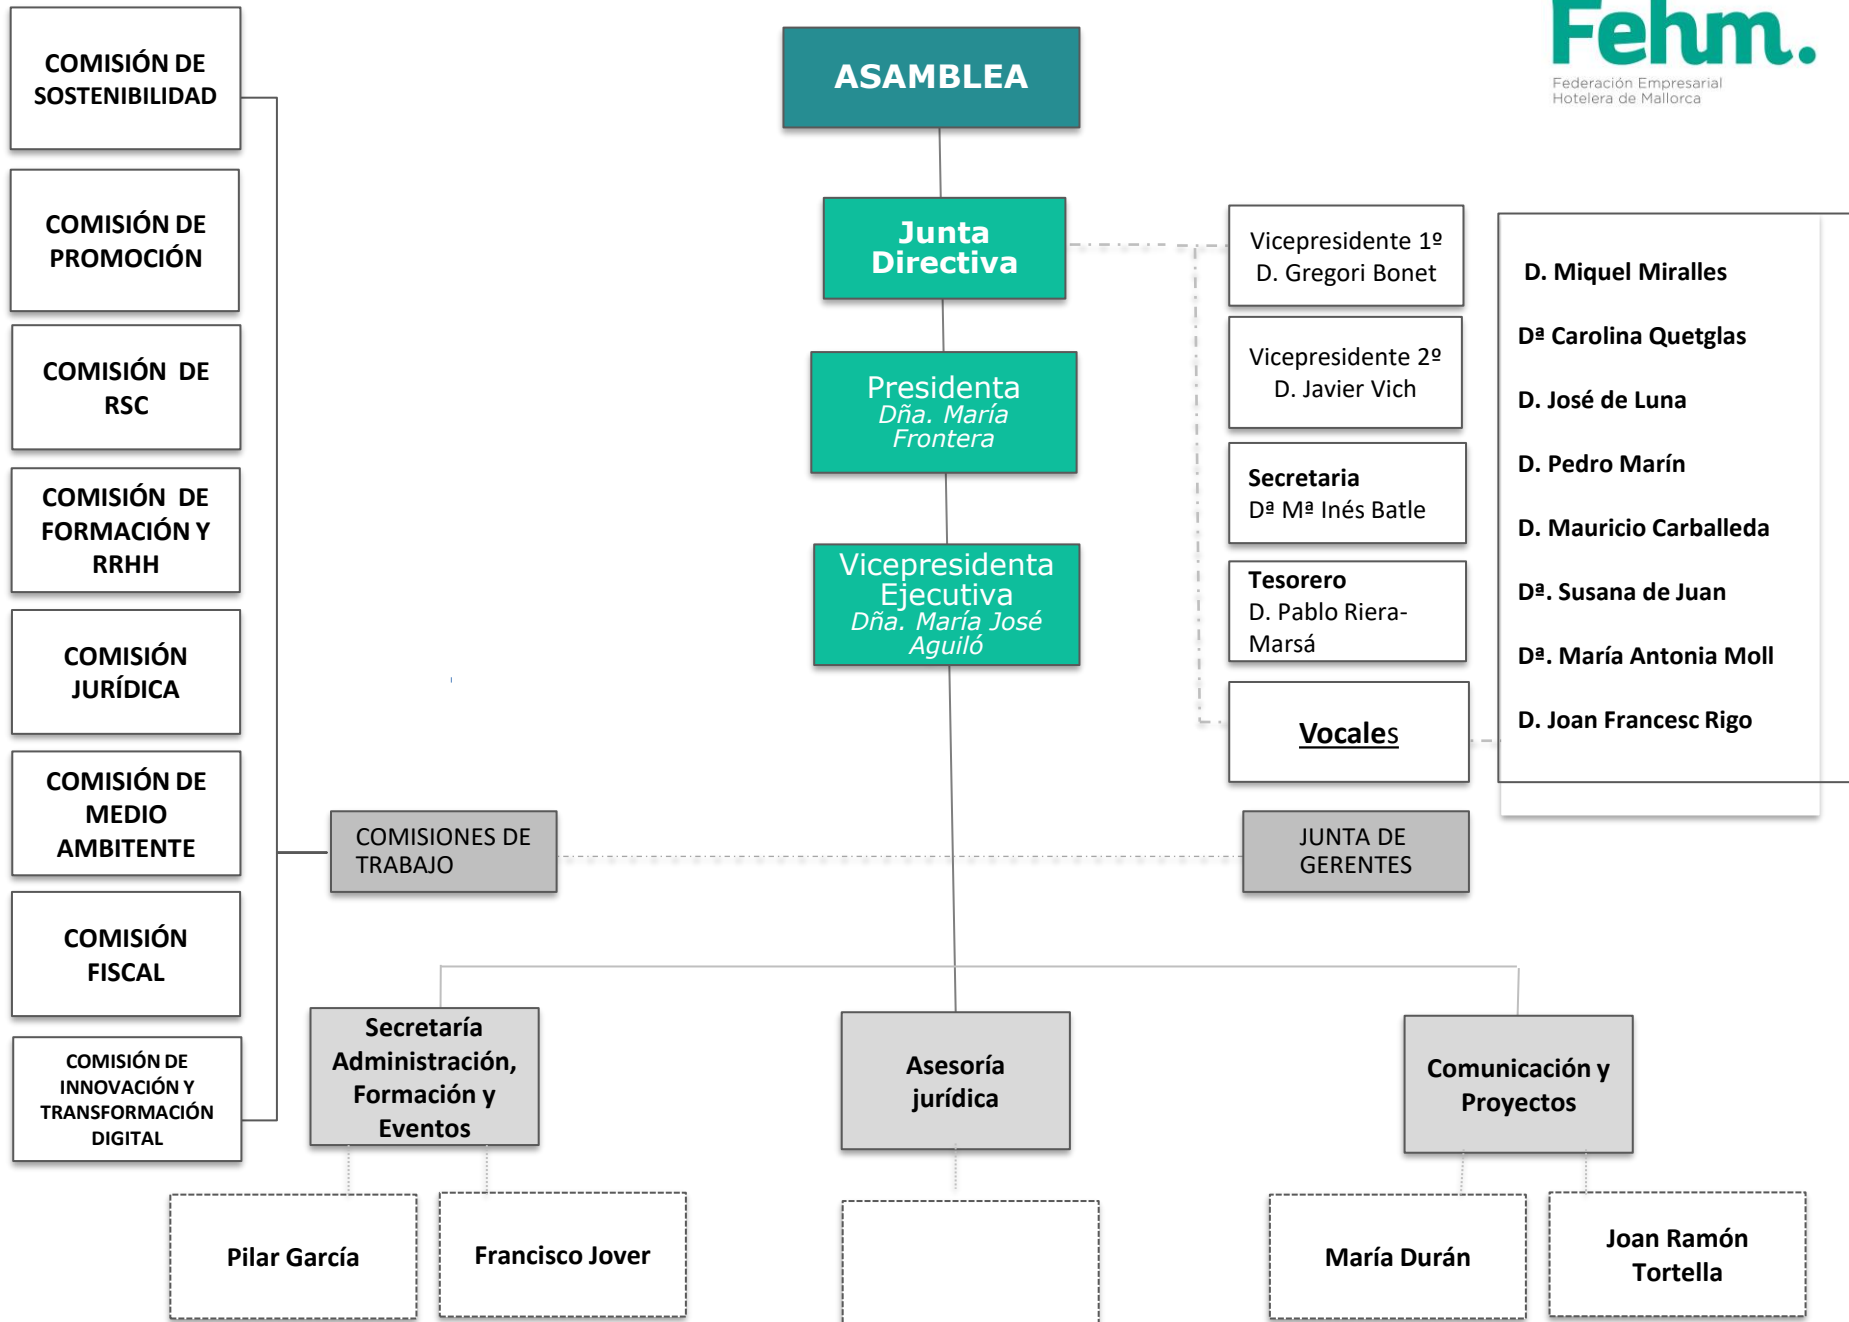 Fehm.
Federación Empresarial
Hotelera de Mallorca
COMISIÓN DE
SOSTENIBILIDAD
COMISIÓN DE
PROMOCIÓN
COMISIÓN DE
RSC
COMISIÓN DE
FORMACIÓN Y
RRHH
COMISIÓN
JURÍDICA
COMISIÓN DE
MEDIO
AMBITENTE
COMISIÓN
FISCAL
COMISIÓN DE
INNOVACIÓN Y
TRANSFORMACIÓN
DIGITAL
COMISIONES DE
TRABAJO
ASAMBLEA
Junta
Directiva
Presidenta
Dña. María
Frontera
Vicepresidenta
Ejecutiva
Dña. María José
Aguiló
Vicepresidente 1º
D. Gregori Bonet
Vicepresidente 2º
D. Javier Vich
Secretaria
Dª Mª Inés Batle
Tesorero
D. Pablo Riera-
Marsá
Vocales
D. Miquel Miralles
Dª Carolina Quetglas
D. José de Luna
D. Pedro Marín
D. Mauricio Carballeda
Dª. Susana de Juan
Dª. María Antonia Moll
D. Joan Francesc Rigo
JUNTA DE
GERENTES
Secretaría
Administración,
Formación y
Eventos
Asesoría
jurídica
Comunicación y
Proyectos
Pilar García
Francisco Jover
María Durán
Joan Ramón
Tortella